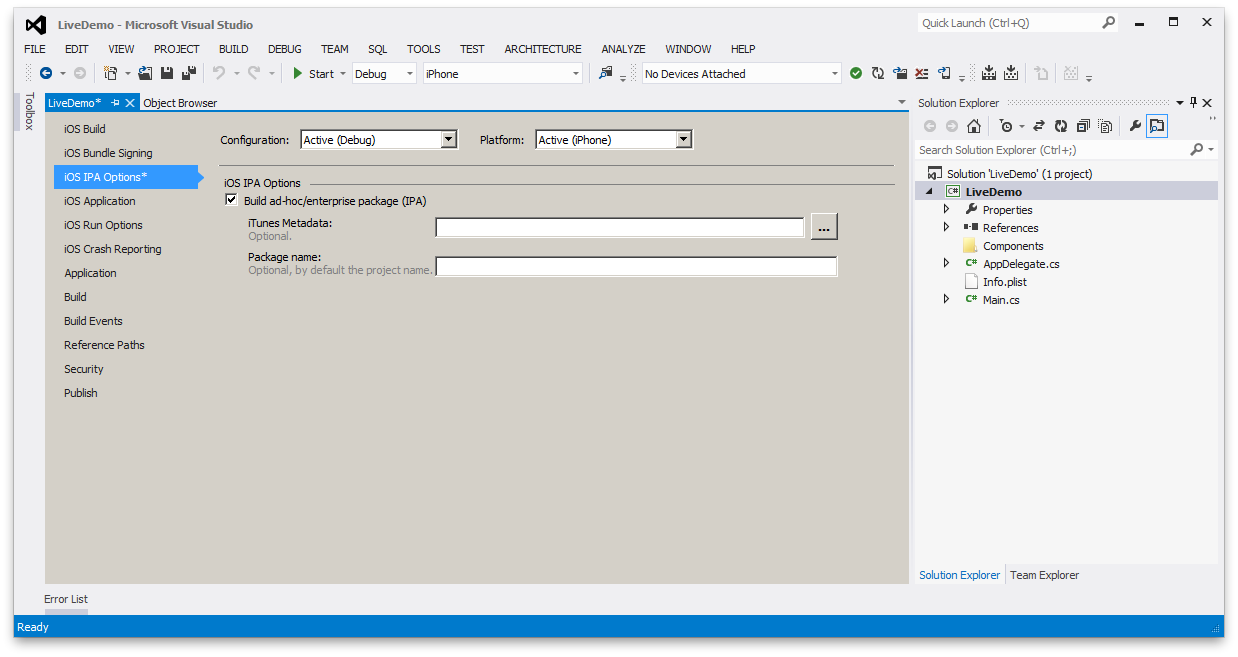 LiveDemo - Microsoft Visual Studio
Quick Launch (Ctrl+Q)
FILE EDIT VIEW PROJECT BUILD DEBUG TEAM SQL TOOLS TEST ARCHITECTURE ANALYZE WINDOW HELP
Start Debug iPhone No Devices Attached
Toolbox
LiveDemo* Object Browser
iOS Build
iOS Bundle Signing
iOS IPA Options*
iOS Application
iOS Run Options
iOS Crash Reporting
Application
Build
Build Events
Reference Paths
Security
Publish
Configuration: Active (Debug) Platform: Active (iPhone)
iOS IPA Options
Build ad-hoc/enterprise package (IPA)
iTunes Metadata:
Optional.
...
Package name:
Optional, by default the project name.
Solution Explorer
Search Solution Explorer (Ctrl+;)
Solution 'LiveDemo' (1 project)
C# LiveDemo
Properties
References
Components
C# AppDelegate.cs
Info.plist
C# Main.cs
Solution Explorer Team Explorer
Error List
Ready